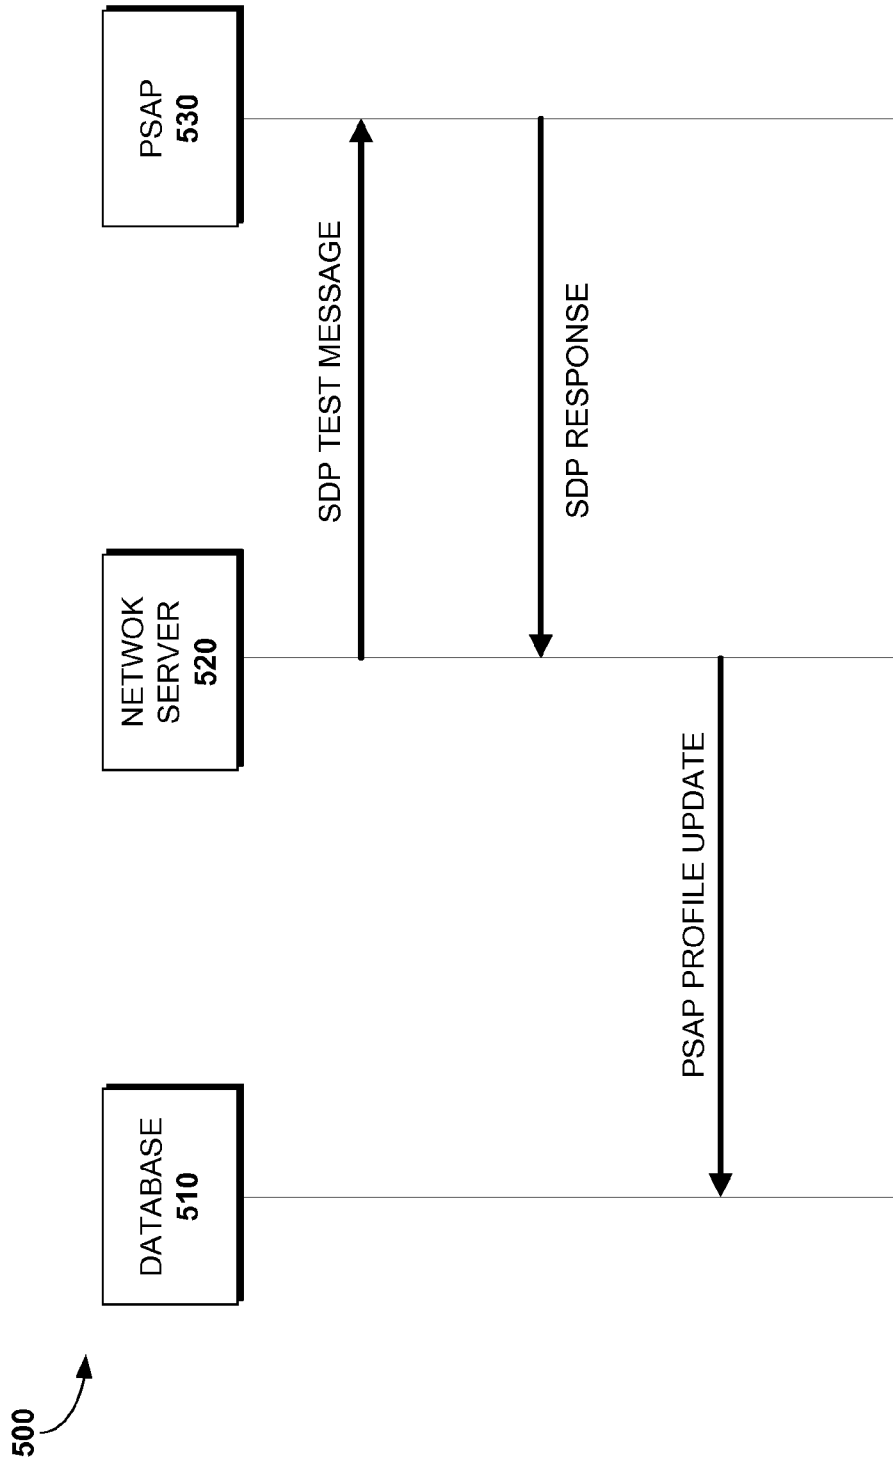 500
DATABASE
510
NETWOK
SERVER
520
PSAP
530
SDP TEST MESSAGE
SDP RESPONSE
PSAP PROFILE UPDATE